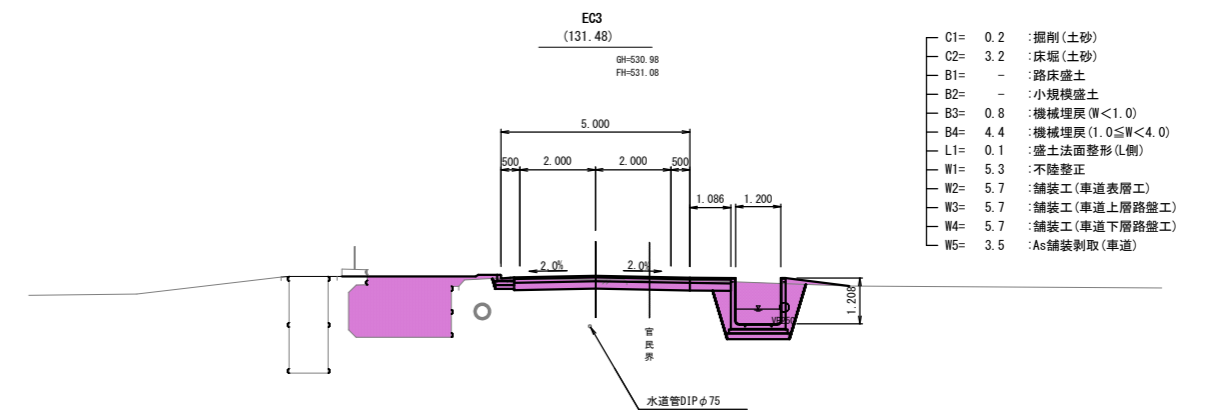 EC3
(131.48)
GH=530.98
FH=531.08
C1= 0.2 :掘削(土砂)
C2= 3.2 :床堀(土砂)
B1= - :路床盛土
B2= - :小規模盛土
B3= 0.8 :機械埋戻(W<1.0)
B4= 4.4 :機械埋戻(1.0≦W<4.0)
L1= 0.1 :盛土法面整形(L側)
W1= 5.3 :不陸整正
W2= 5.7 :舗装工(車道表層工)
W3= 5.7 :舗装工(車道上層路盤工)
W4= 5.7 :舗装工(車道下層路盤工)
W5= 3.5 :As舗装剥取(車道)
5.000
500 2.000 2.000 500
1.086 1.200
2.0% 2.0%
1.208
官民界
水道管DIPφ75